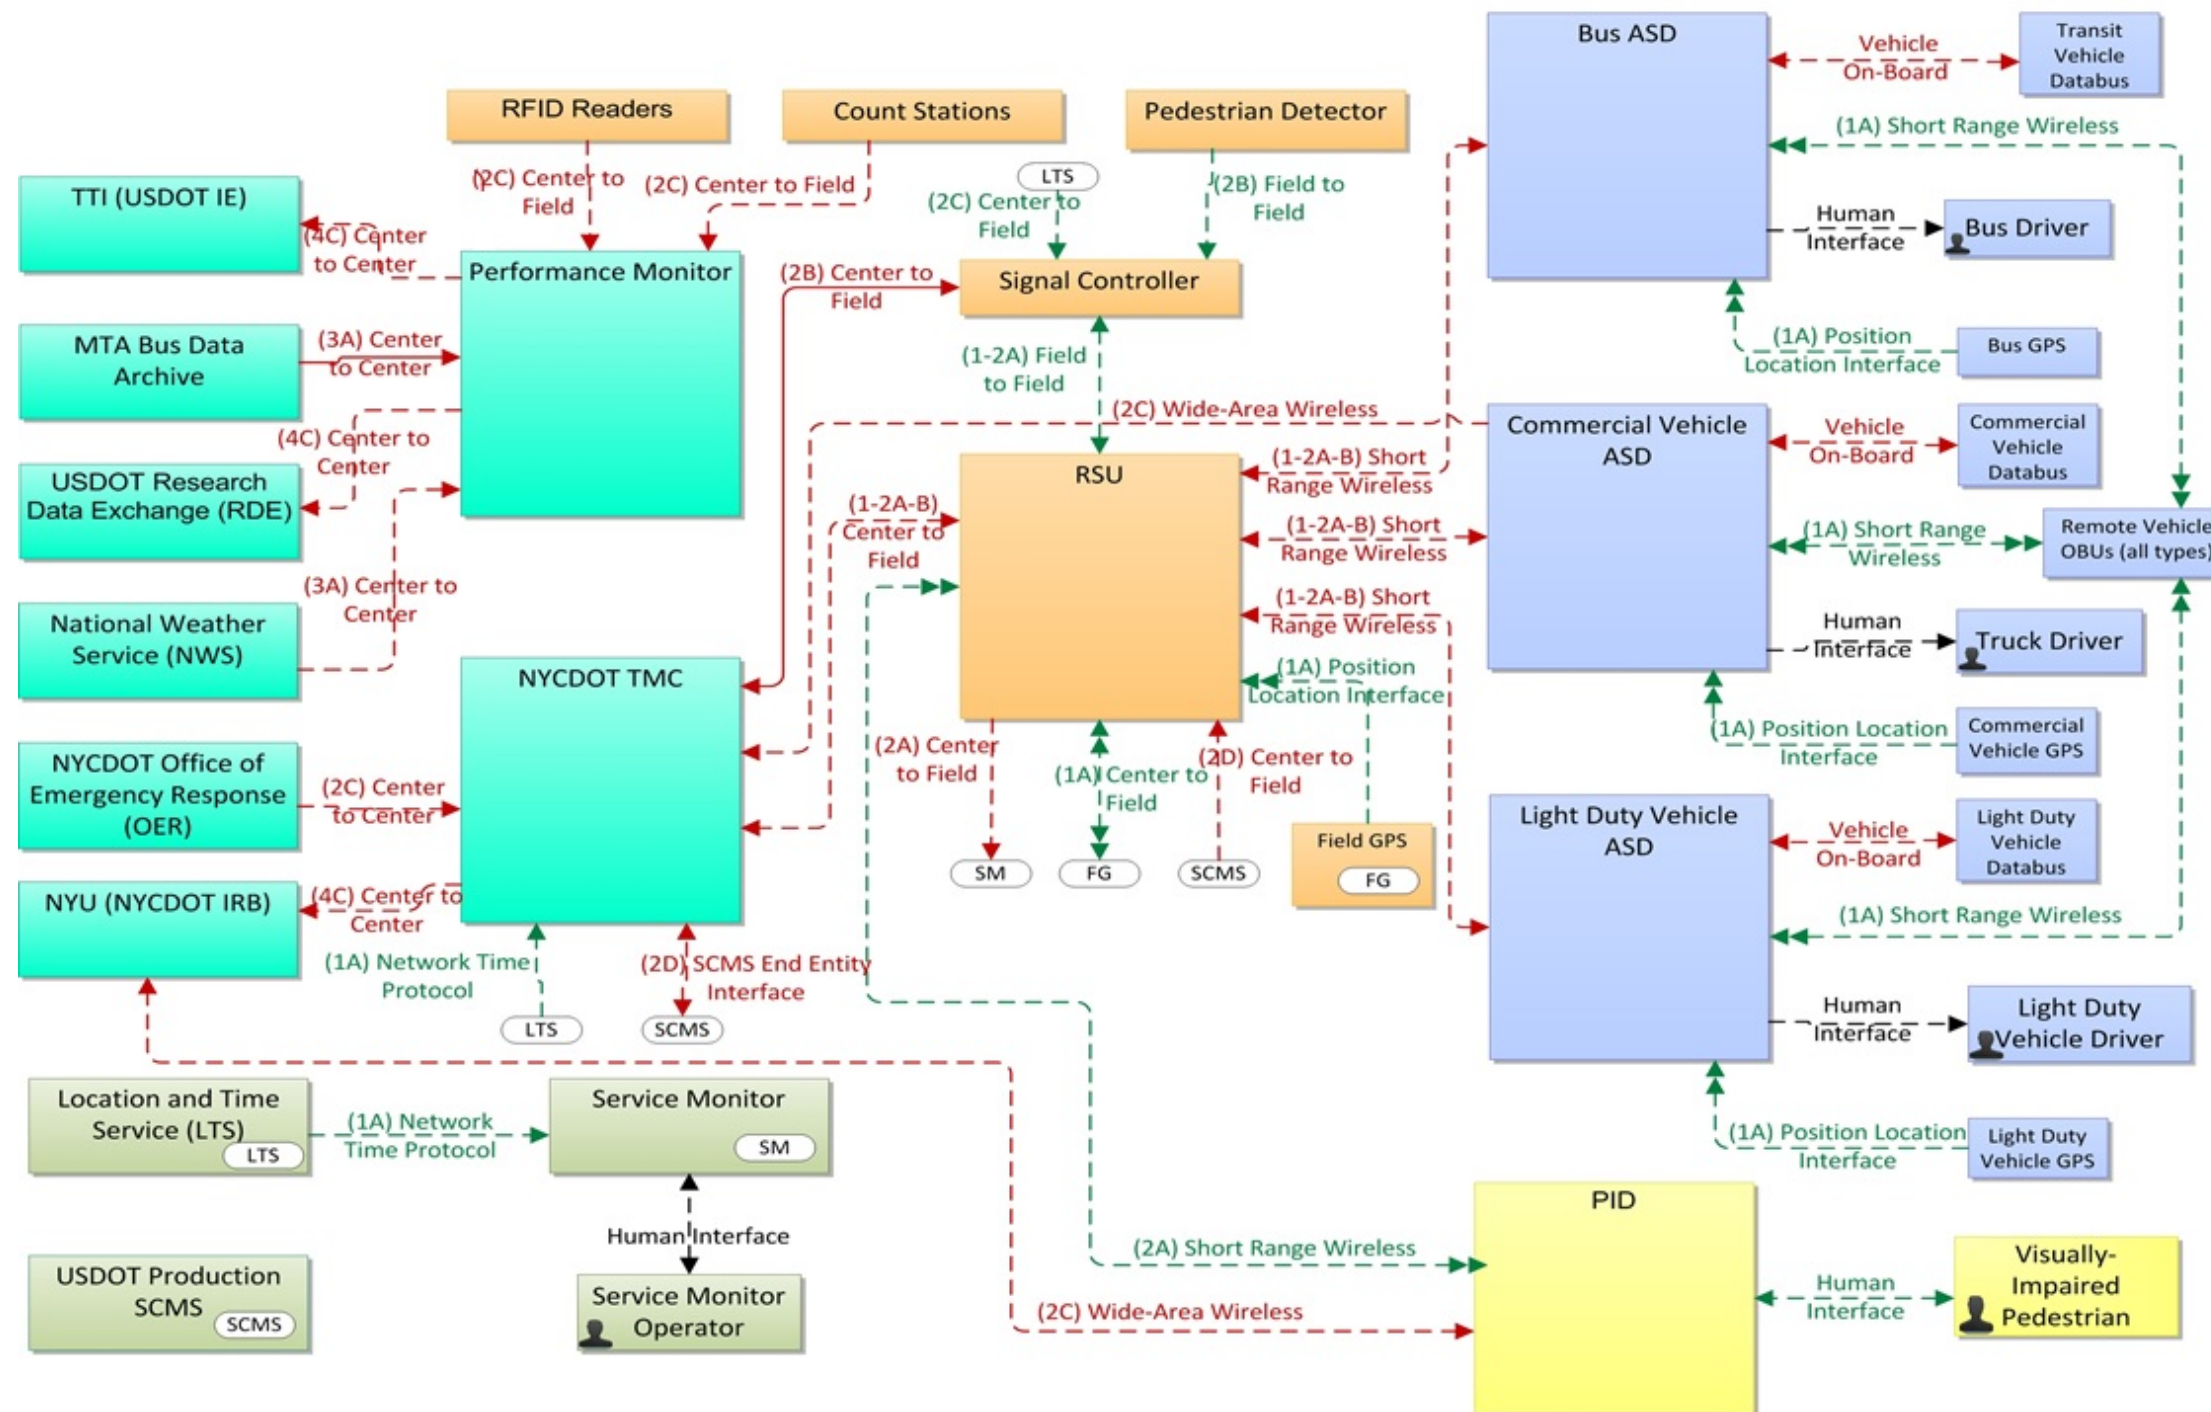 RFID Readers
Count Stations
Pedestrian Detector
Bus ASD
Vehicle
On-Board
Transit
Vehicle
Databus
(1A) Short Range Wireless
TTI (USDOT IE)
(2C) Center to
Field
(2C) Center to Field
LTS
(2C) Center to
Field
(2B) Field to
Field
Human
Interface
Bus Driver
(4C) Center
to Center
Performance Monitor
(2B) Center to
Field
Signal Controller
MTA Bus Data
Archive
(3A) Center
to Center
(1-2A) Field
to Field
(1A) Position
Location Interface
Bus GPS
(2C) Wide-Area Wireless
Commercial Vehicle
ASD
Vehicle
On-Board
Commercial
Vehicle
Databus
(4C) Center to
Center
USDOT Research
Data Exchange (RDE)
RSU
(1-2A-B) Short
Range Wireless
(1-2A-B)
Center to
Field
(1-2A-B) Short
Range Wireless
(1A) Short Range
Wireless
Remote Vehicle
OBUs (all types)
(3A) Center to
Center
National Weather
Service (NWS)
(1-2A-B) Short
Range Wireless
Human
Interface
Truck Driver
NYCDOT TMC
(1A) Position
Location Interface
(1A) Position Location
Interface
Commercial
Vehicle GPS
NYCDOT Office of
Emergency Response
(OER)
(2C) Center
to Center
(2A) Center
to Field
(1A) Center to
Field
(2D) Center to
Field
SM
FG
SCMS
Field GPS
FG
Light Duty Vehicle
ASD
Vehicle
On-Board
Light Duty
Vehicle
Databus
NYU (NYCDOT IRB)
(4C) Center to
Center
(1A) Short Range Wireless
(1A) Network Time
Protocol
(2D) SCMS End Entity
Interface
LTS
SCMS
Human
Interface
Light Duty
Vehicle Driver
Location and Time
Service (LTS)
LTS
(1A) Network
Time Protocol
Service Monitor
SM
(1A) Position Location
Interface
Light Duty
Vehicle GPS
Human Interface
PID
(2A) Short Range Wireless
USDOT Production
SCMS
SCMS
Service Monitor
Operator
(2C) Wide-Area Wireless
Human
Interface
Visually-
Impaired
Pedestrian